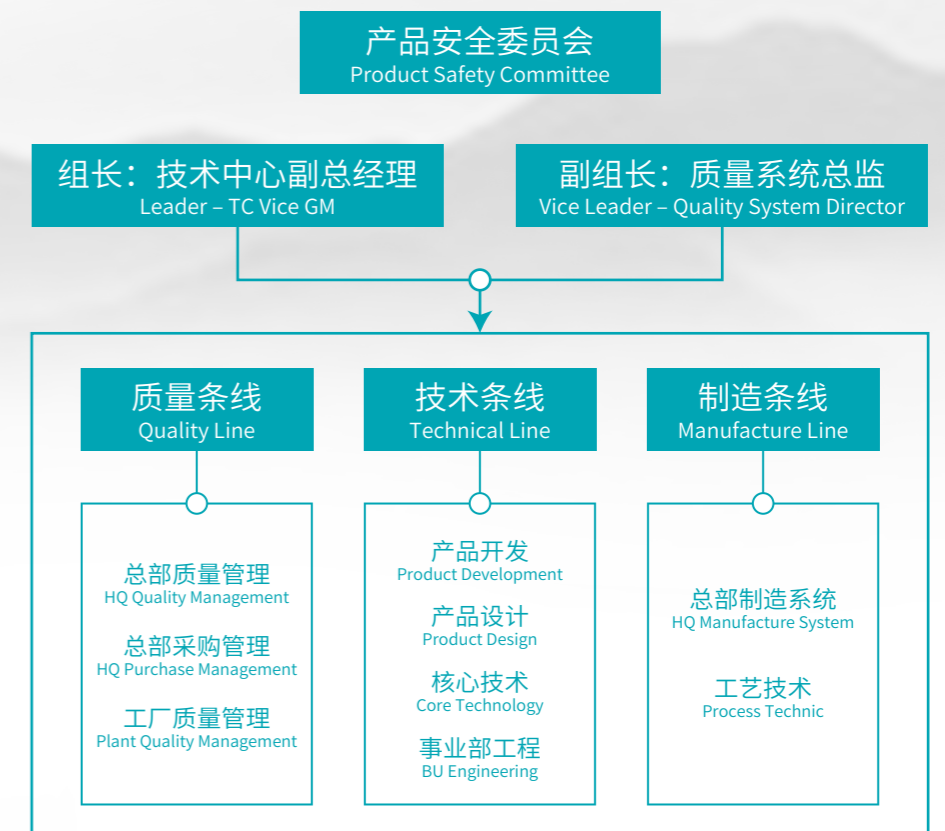 产品安全委员会
Product Safety Committee
组长：技术中心副总经理
Leader – TC Vice GM
副组长：质量系统总监
Vice Leader – Quality System Director
质量条线
Quality Line
总部质量管理
HQ Quality Management
总部采购管理
HQ Purchase Management
工厂质量管理
Plant Quality Management
技术条线
Technical Line
产品开发
Product Development
产品设计
Product Design
核心技术
Core Technology
事业部工程
BU Engineering
制造条线
Manufacture Line
总部制造系统
HQ Manufacture System
工艺技术
Process Technic